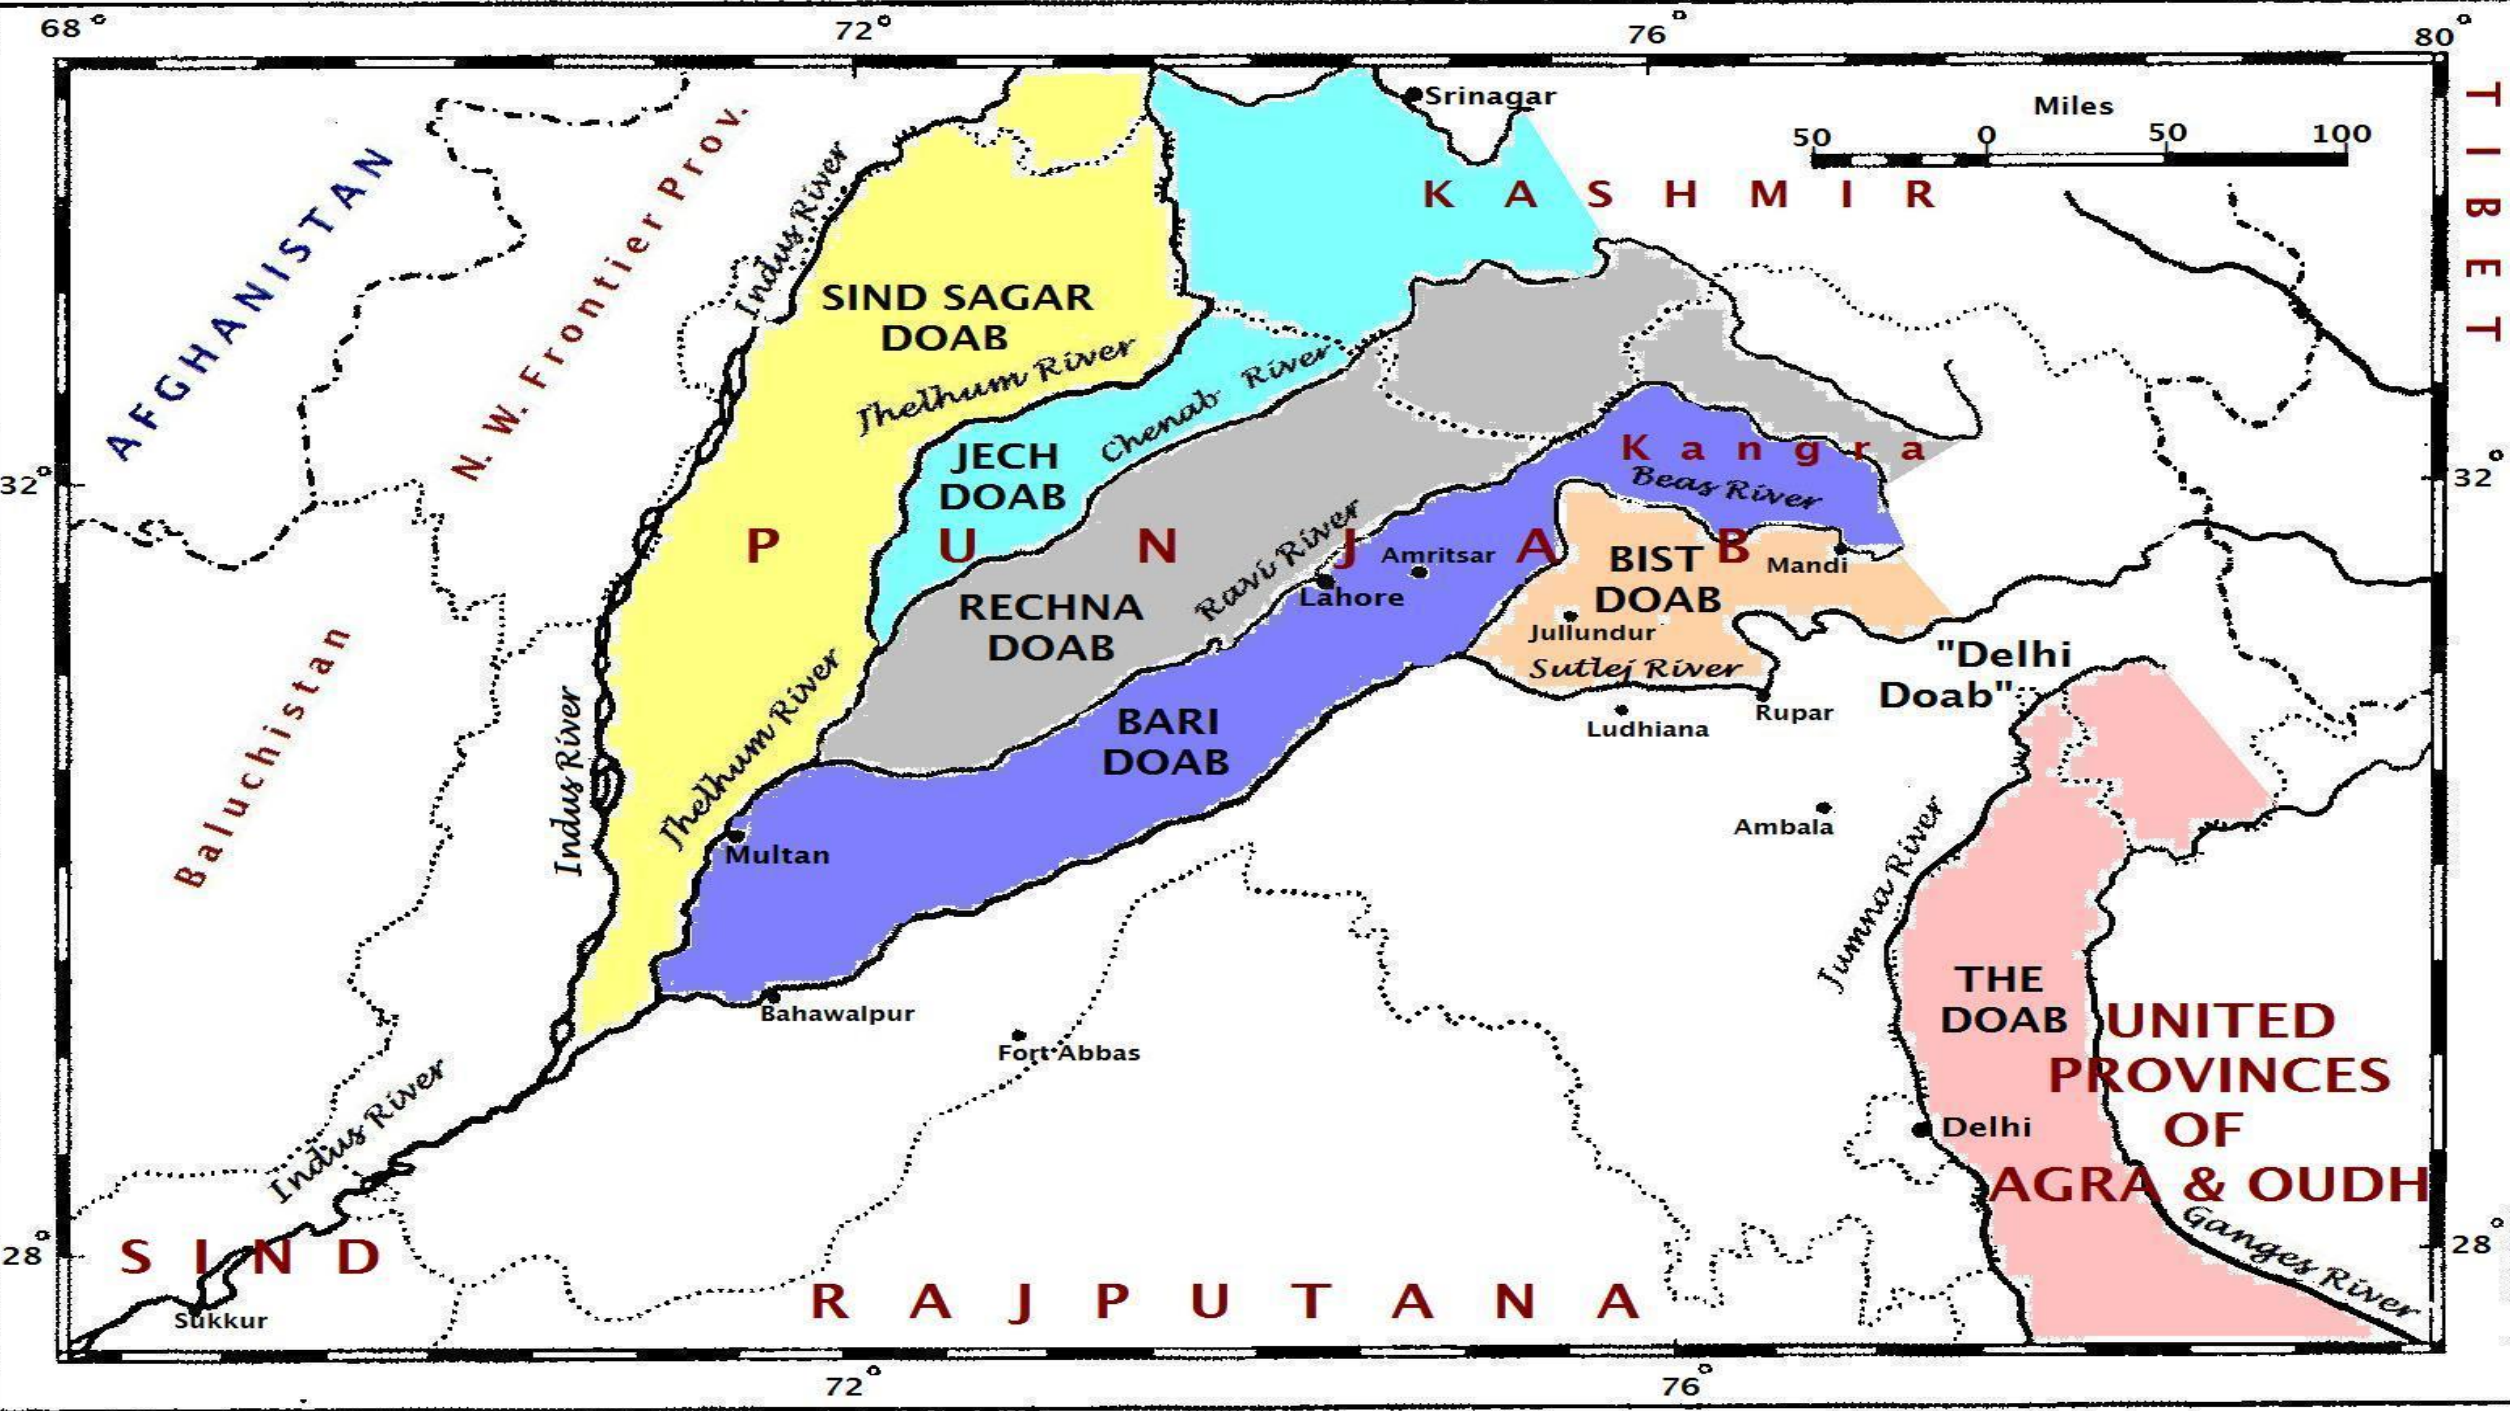 68°
72°
76°
80°
Srinagar
Miles
50 0 50 100
TIBET
KASHMIR
AFGHANISTAN
N. W. Frontier Prov.
Indus River
SIND SAGAR
DOAB
Jhelhum River
Chenab River
JECH
DOAB
Kangra
Beas River
32°
32°
PUNJAB
Amritsar
BIST
DOAB
Mandi
Ravi River
Lahore
RECHNA
DOAB
Jullundur
Sutlej River
"Delhi
Doab"
Baluchistan
Jhelhum River
Indus River
BARI
DOAB
Ludhiana
Rupar
Ambala
Jumna River
Multan
Bahawalpur
Fort Abbas
THE
DOAB
UNITED
PROVINCES
OF
AGRA & OUDH
Delhi
Indus River
Ganges River
28°
28°
SIND
Sukkur
RAJPUTANA
72°
76°